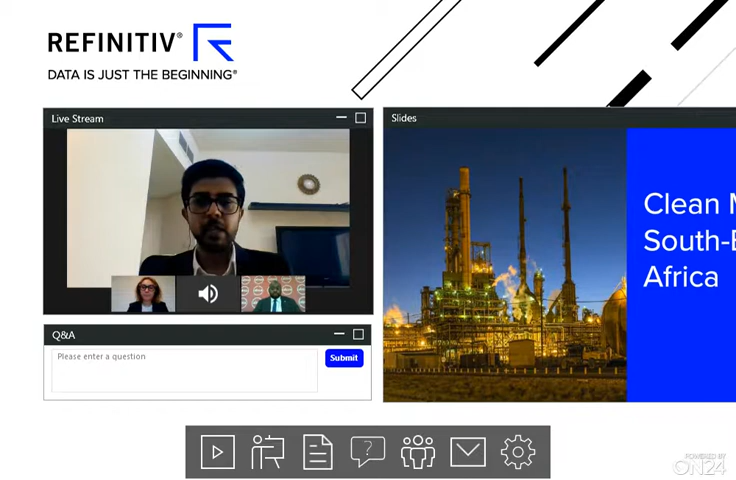 REFINITIV®
DATA IS JUST THE BEGINNING®
Live Stream
Slides
Clean M
South-E
Africa
Q&A
Please enter a question
Submit
POWERED BY
ON24